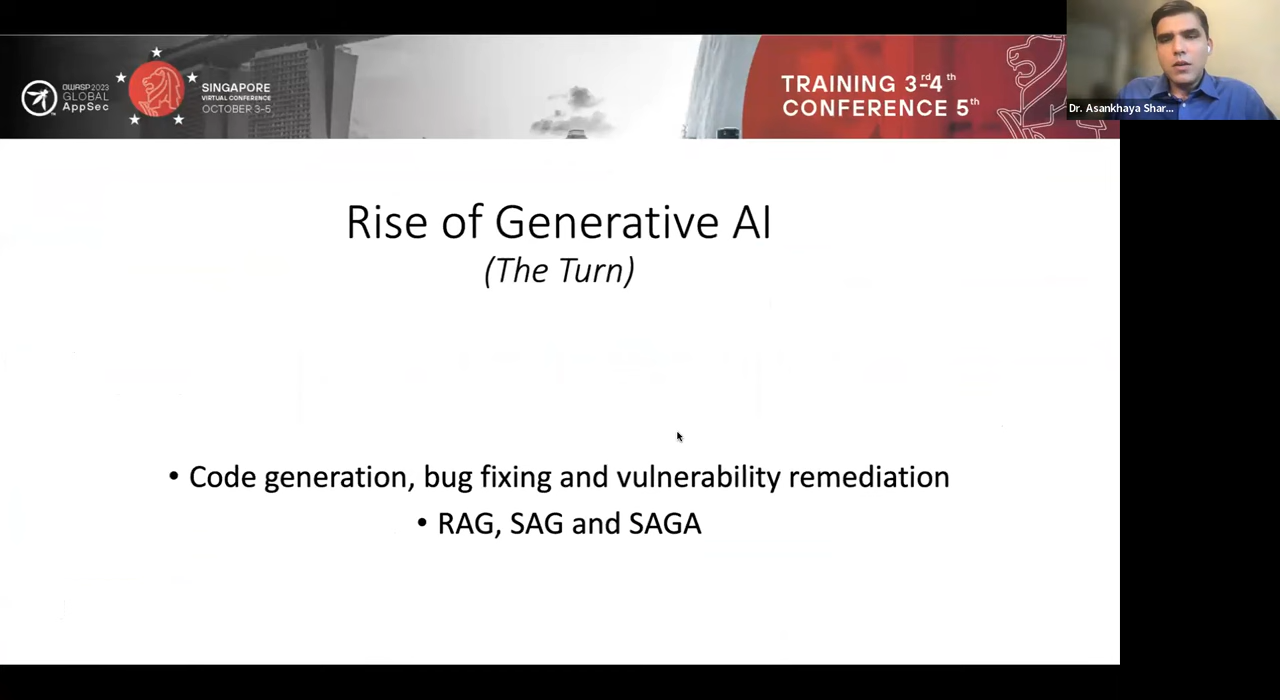 OWASP 2023
GLOBAL
AppSec
SINGAPORE
VIRTUAL CONFERENCE
OCTOBER 3-5
TRAINING 3rd-4th
CONFERENCE 5th
Dr. Asankhaya Shar...
Rise of Generative AI
(The Turn)
• Code generation, bug fixing and vulnerability remediation
• RAG, SAG and SAGA